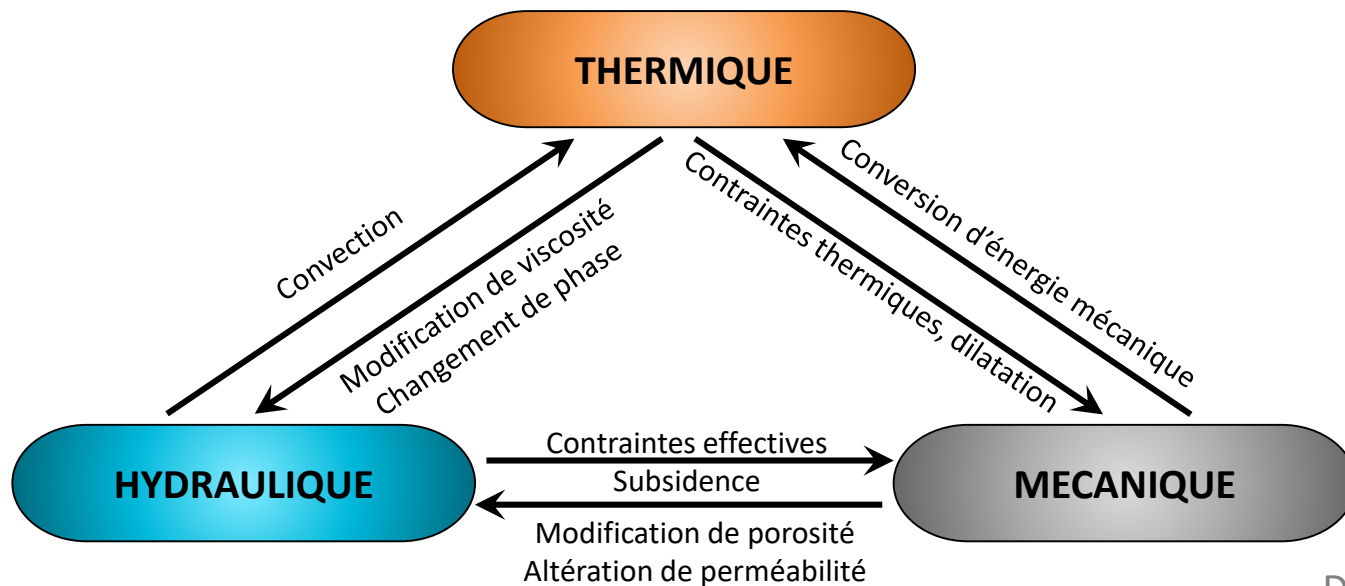 THERMIQUE
Convection
Modification de viscosité
Changement de phase
Contraintes thermiques, dilatation
Conversion d’énergie mécanique
HYDRAULIQUE
Contraintes effectives
Subsidence
Modification de porosité
Altération de perméabilité
MECANIQUE
D